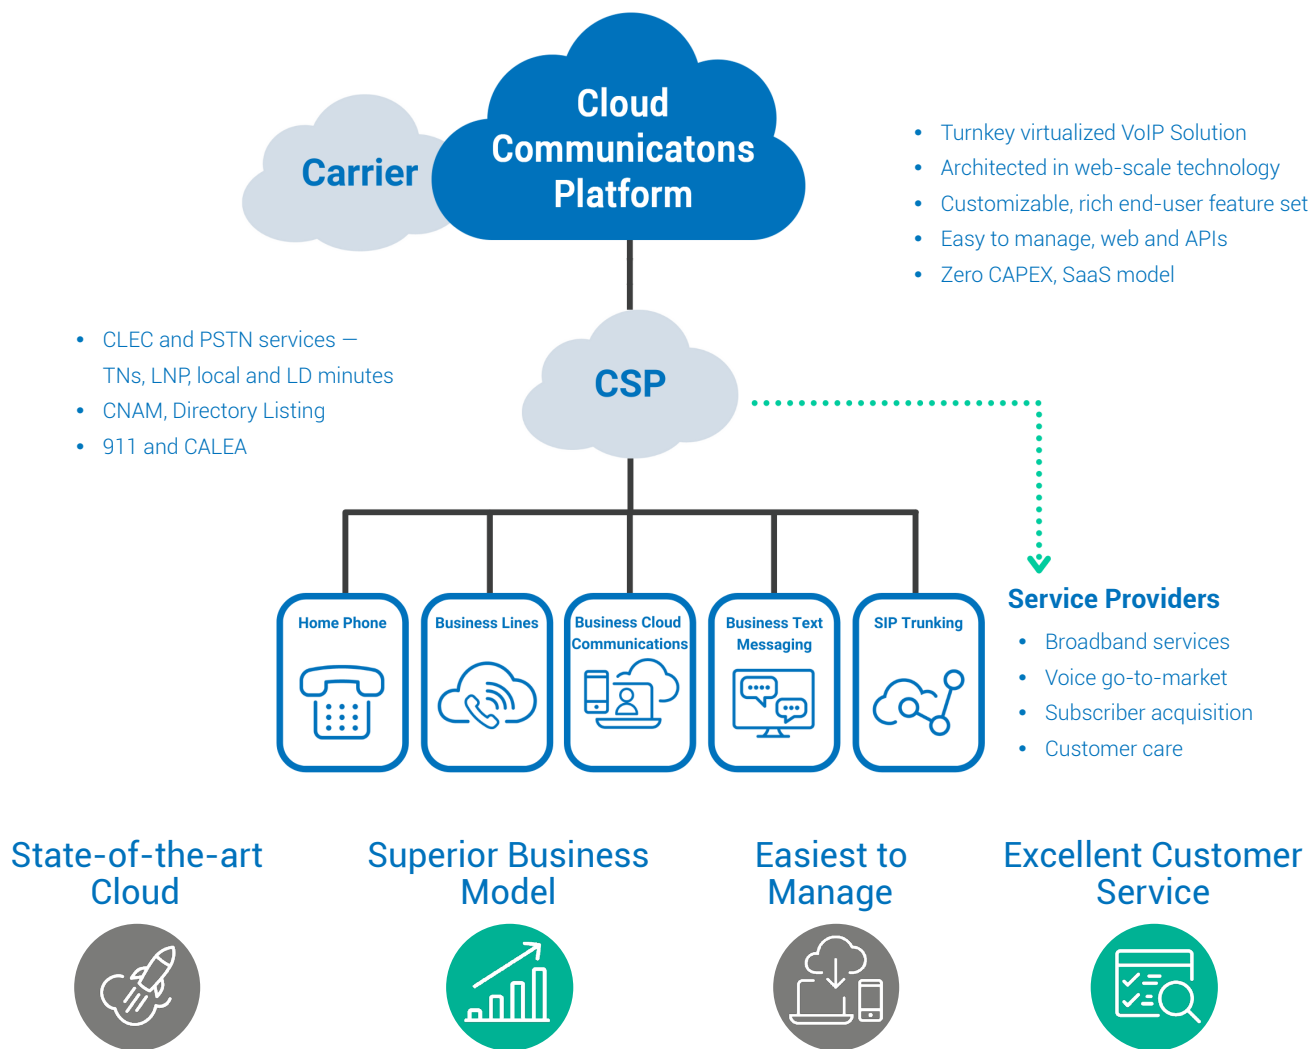 Cloud
Communicatons
Platform
Carrier
• Turnkey virtualized VoIP Solution
• Architected in web-scale technology
• Customizable, rich end-user feature set
• Easy to manage, web and APIs
• Zero CAPEX, SaaS model
• CLEC and PSTN services —
TNs, LNP, local and LD minutes
• CNAM, Directory Listing
• 911 and CALEA
CSP
Home Phone
Business Lines
Business Cloud
Communications
Business Text
Messaging
SIP Trunking
Service Providers
• Broadband services
• Voice go-to-market
• Subscriber acquisition
• Customer care
State-of-the-art
Cloud
Superior Business
Model
Easiest to
Manage
Excellent Customer
Service